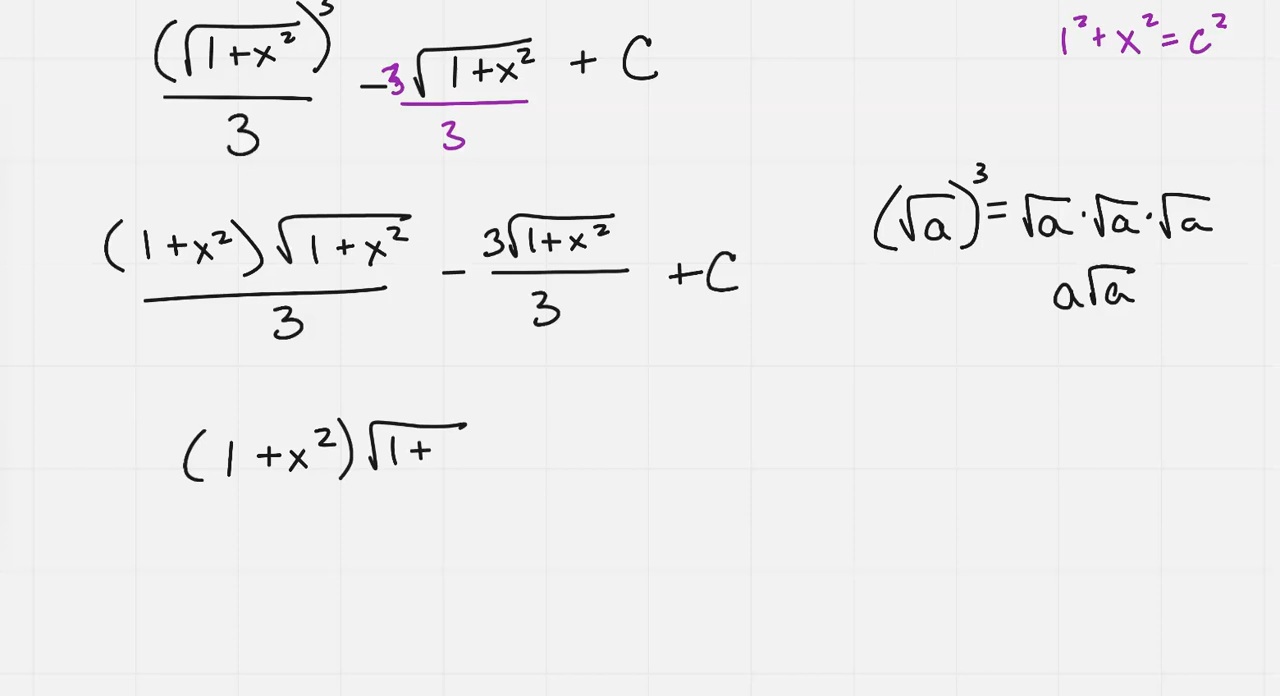 (√(1+x²))³/3 - 3√(1+x²)/3 + C
1² + x² = c²
(√a)³ = √a · √a · √a
a√a
(1+x²)√(1+x²)/3 - 3√(1+x²)/3 + C
(1+x²)√(1+